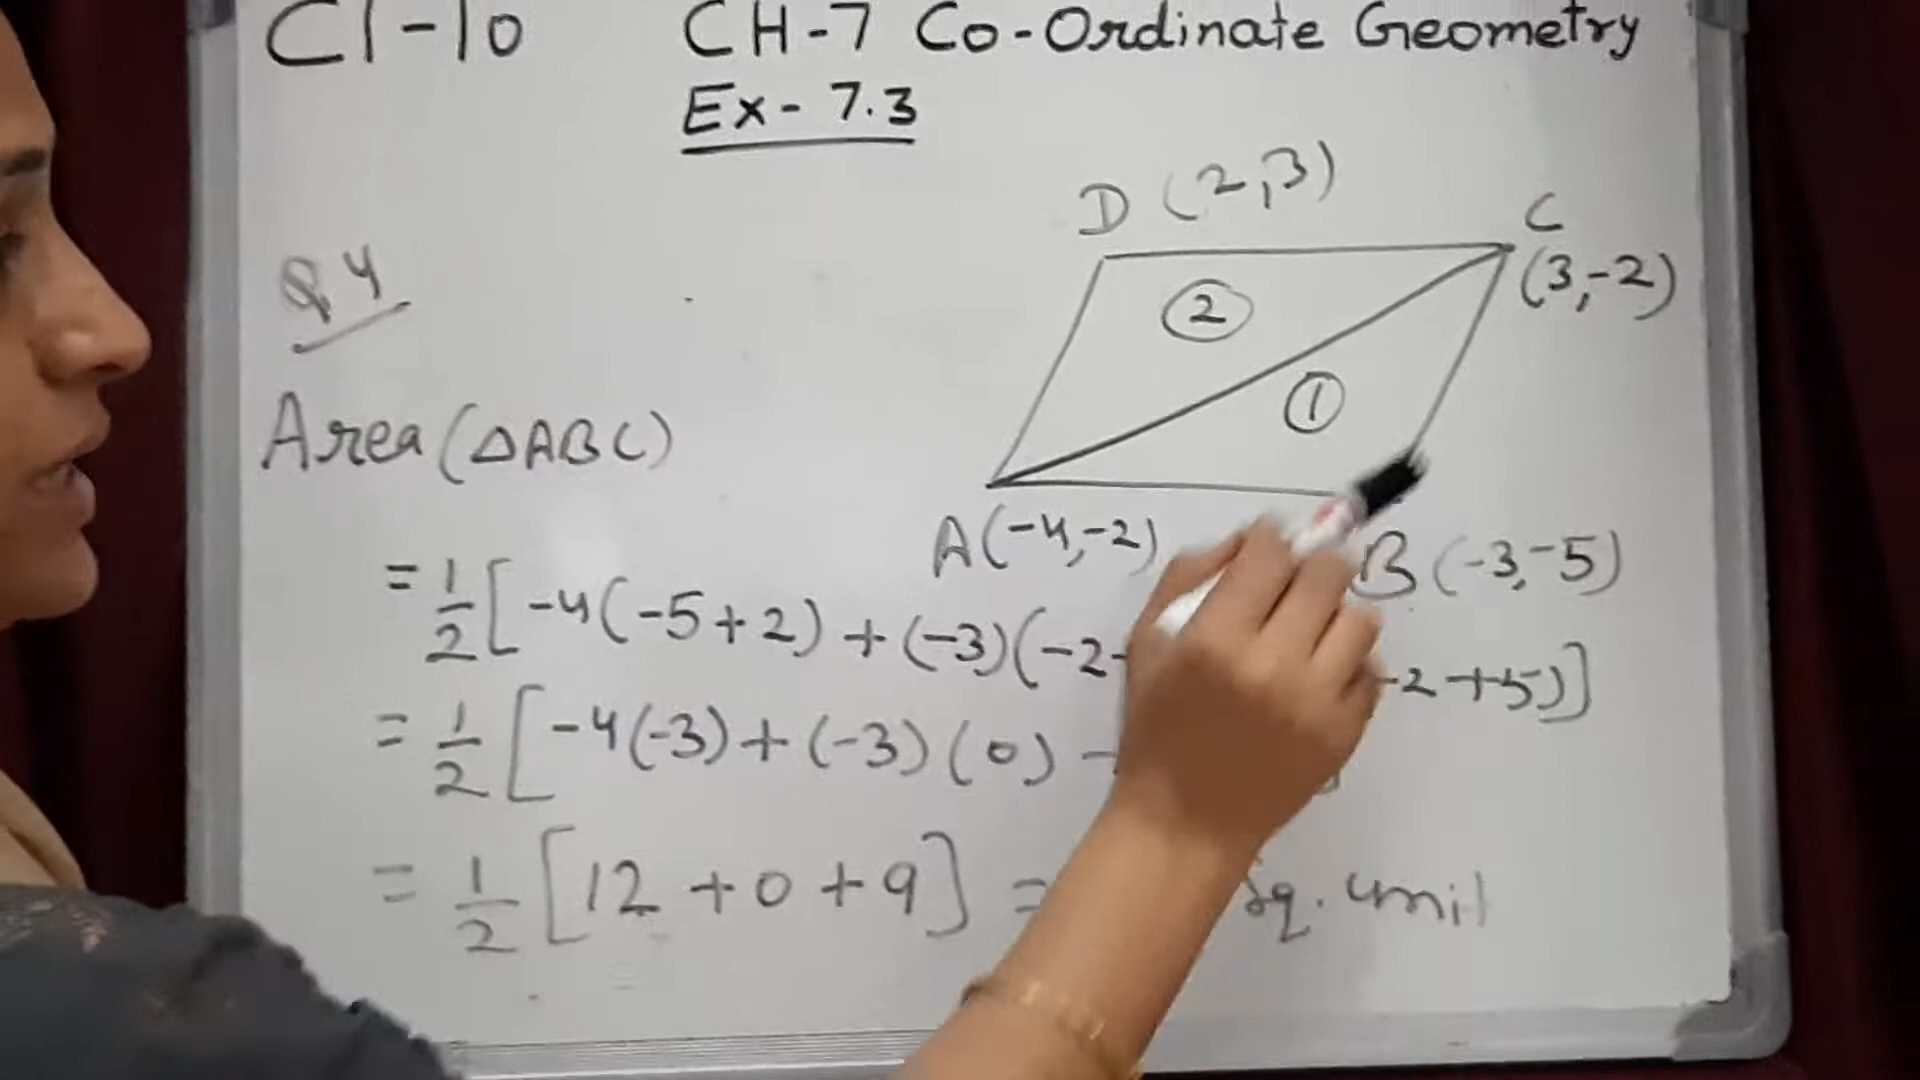 Cl-10 CH-7 Co-Ordinate Geometry
Ex- 7.3
D (2,3)
C
(3,-2)
Q4
②
①
Area (△ABC)
A(-4,-2) B(-3,-5)
= 1/2 [-4(-5+2) + (-3)(-2- -2+5)]
= 1/2 [-4(-3) + (-3)(0)
= 1/2 [12 + 0 + 9] = Sq. unit